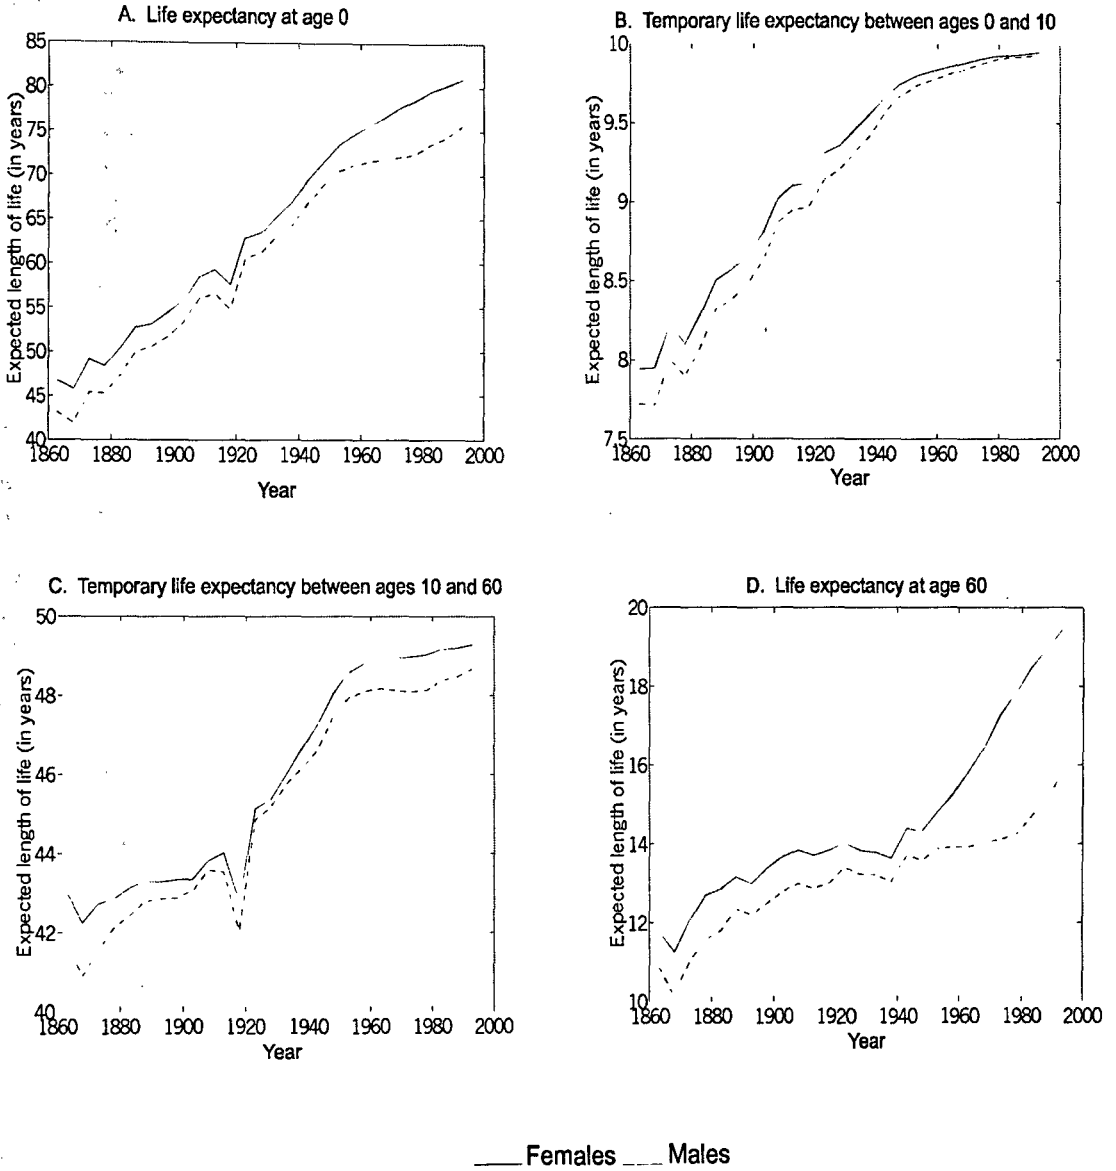 A. Life expectancy at age 0
85
80
75
70
65
60
55
50
45
40
Expected length of life (in years)
1860 1880 1900 1920 1940 1960 1980 2000
Year
B. Temporary life expectancy between ages 0 and 10
10
9.5
9
8.5
8
7.5
Expected length of life (in years)
1860 1880 1900 1920 1940 1960 1980 2000
Year
C. Temporary life expectancy between ages 10 and 60
50
48
46
44
42
40
Expected length of life (in years)
1860 1880 1900 1920 1940 1960 1980 2000
Year
D. Life expectancy at age 60
20
18
16
14
12
10
Expected length of life (in years)
1860 1880 1900 1920 1940 1960 1980 2000
Year
Females Males